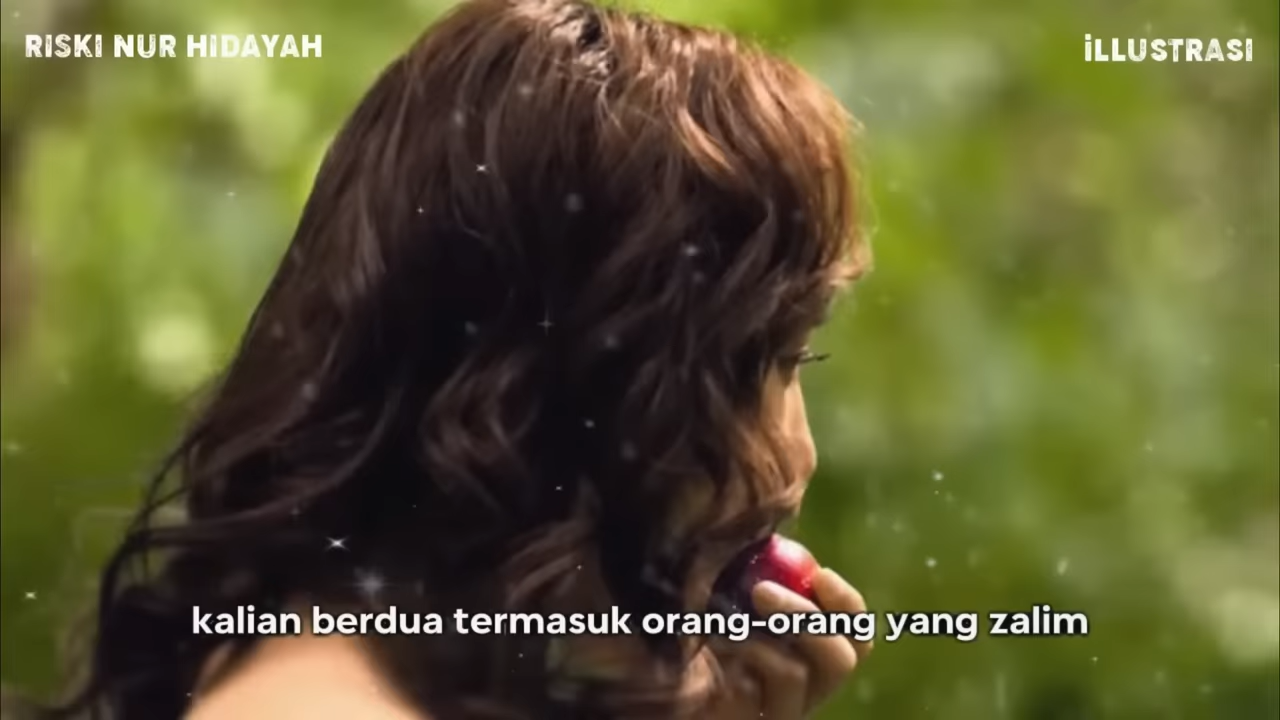 RISKI NUR HIDAYAH
İLLUSTRASI
kalian berdua termasuk orang-orang yang zalim